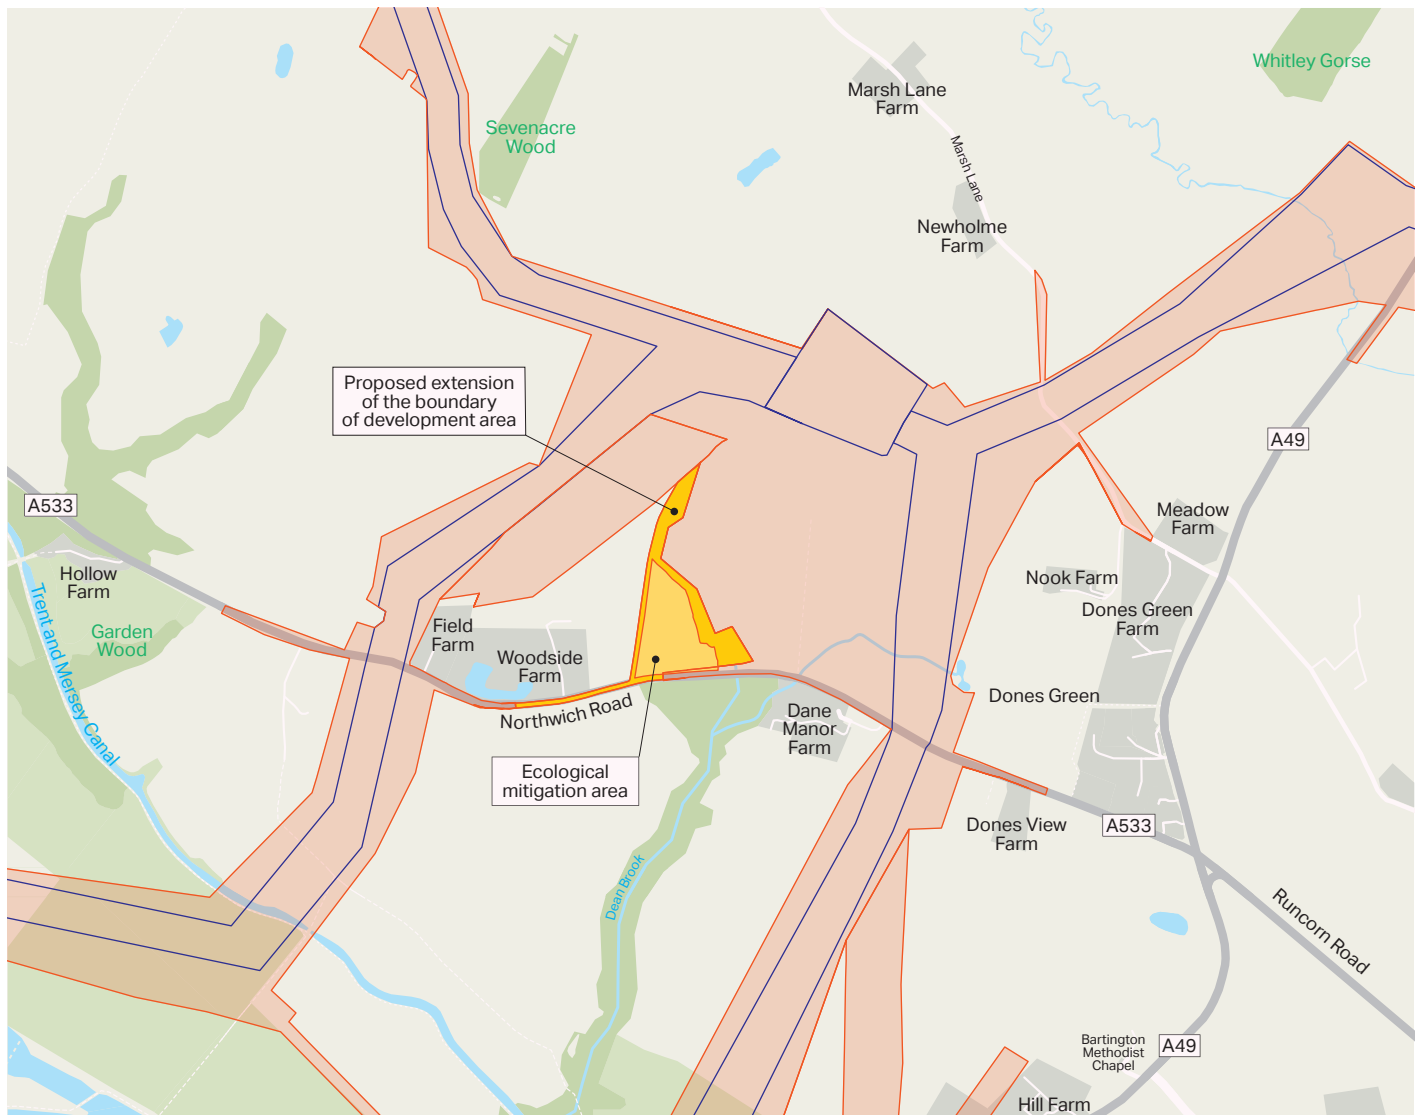 Whitley Gorse
Marsh Lane
Farm
Sevenacre
Wood
Marsh Lane
Newholme
Farm
Proposed extension
of the boundary
of development area
A49
A533
Meadow
Farm
Hollow
Farm
Nook Farm
Dones Green
Farm
Garden
Wood
Field
Farm
Woodside
Farm
Trent and Mersey Canal
Dones Green
Northwich Road
Dane
Manor
Farm
Ecological
mitigation area
Dones View
Farm
A533
Dean Brook
Runcorn Road
Bartington
Methodist
Chapel
A49
Hill Farm